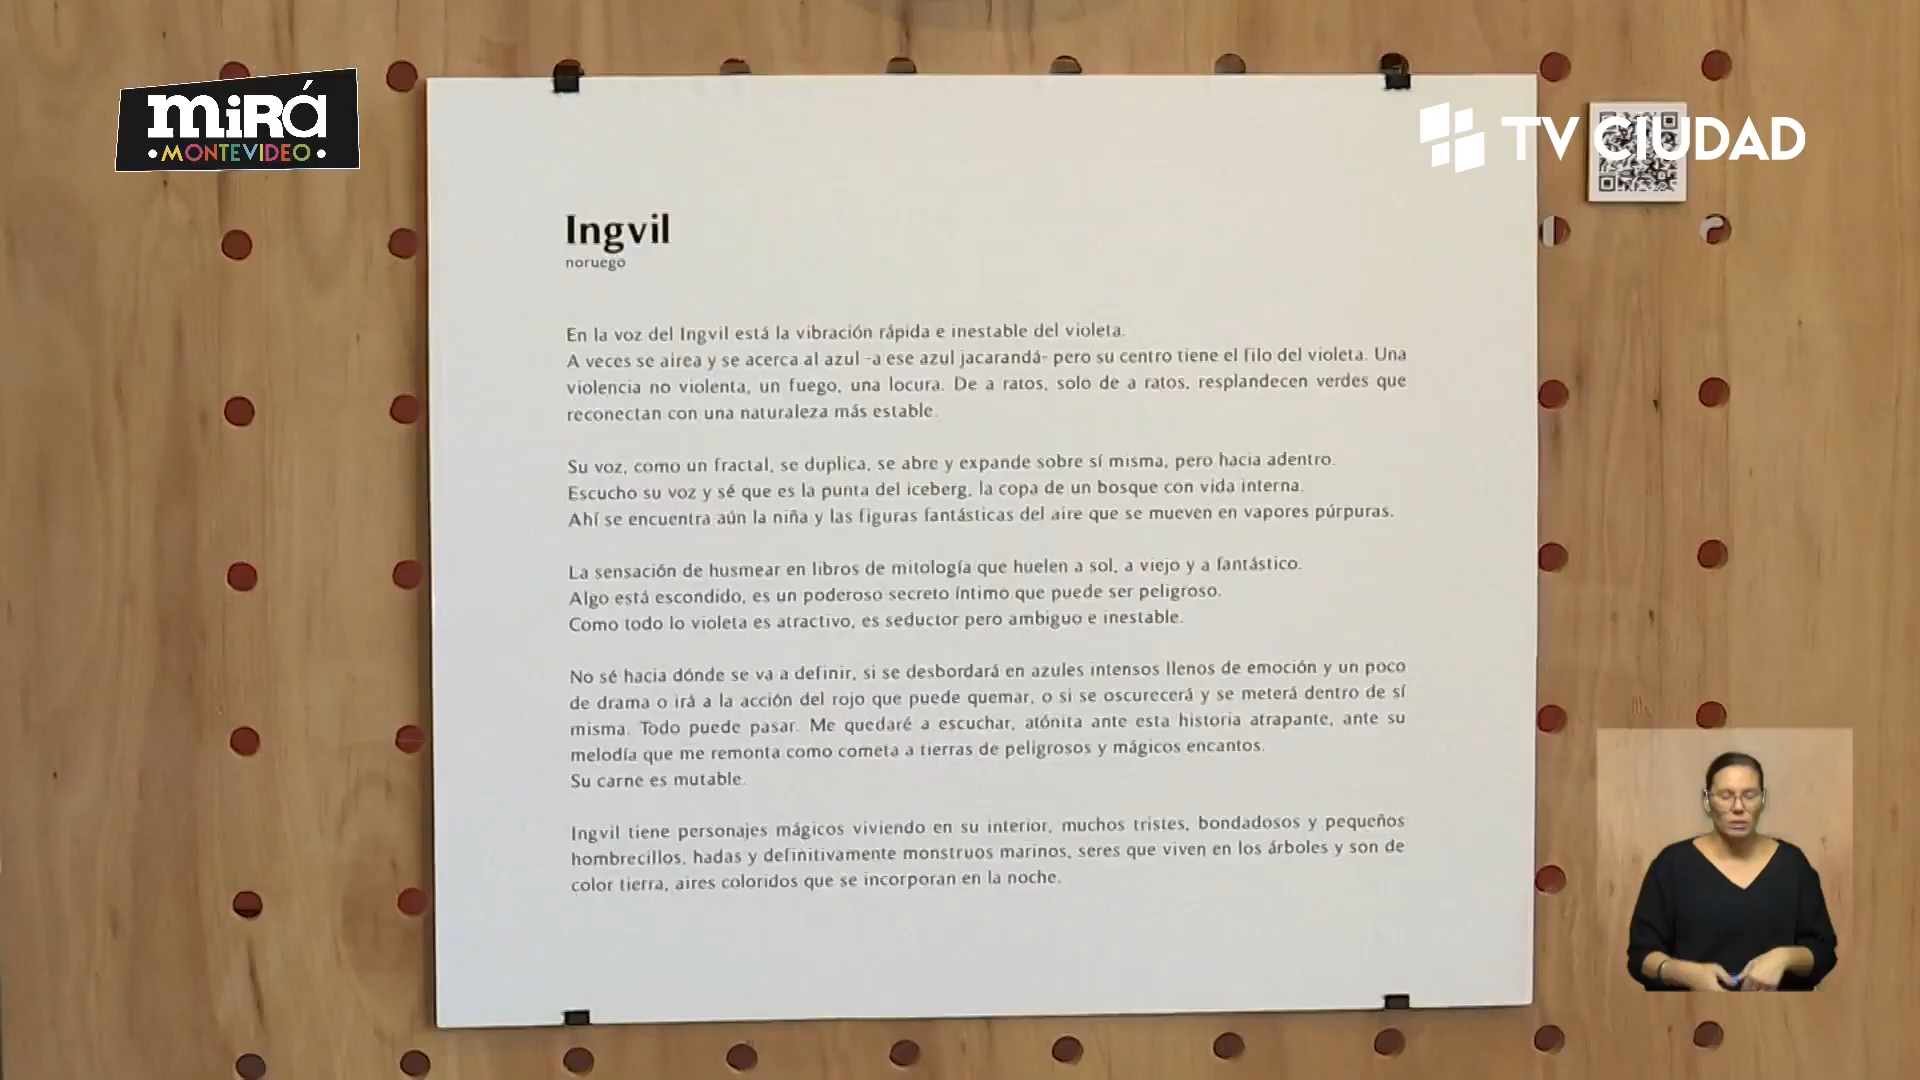 mirá
•MONTEVIDEO•
TV CIUDAD
Ingvil
noruego
En la voz del Ingvil está la vibración rápida e inestable del violeta.
A veces se airea y se acerca al azul -a ese azul jacarandá- pero su centro tiene el filo del violeta. Una
violencia no violenta, un fuego, una locura. De a ratos, solo de a ratos, resplandecen verdes que
reconectan con una naturaleza más estable.
Su voz, como un fractal, se duplica, se abre y expande sobre sí misma, pero hacia adentro.
Escucho su voz y sé que es la punta del iceberg, la copa de un bosque con vida interna.
Ahí se encuentra aún la niña y las figuras fantásticas del aire que se mueven en vapores púrpuras.
La sensación de husmear en libros de mitología que huelen a sol, a viejo y a fantástico.
Algo está escondido, es un poderoso secreto íntimo que puede ser peligroso.
Como todo lo violeta es atractivo, es seductor pero ambiguo e inestable.
No sé hacia dónde se va a definir, si se desbordará en azules intensos llenos de emoción y un poco
de drama o irá a la acción del rojo que puede quemar, o si se oscurecerá y se meterá dentro de sí
misma. Todo puede pasar. Me quedaré a escuchar, atónita ante esta historia atrapante, ante su
melodía que me remonta como cometa a tierras de peligrosos y mágicos encantos.
Su carne es mutable.
Ingvil tiene personajes mágicos viviendo en su interior, muchos tristes, bondadosos y pequeños
hombrecillos, hadas y definitivamente monstruos marinos, seres que viven en los árboles y son de
color tierra, aires coloridos que se incorporan en la noche.